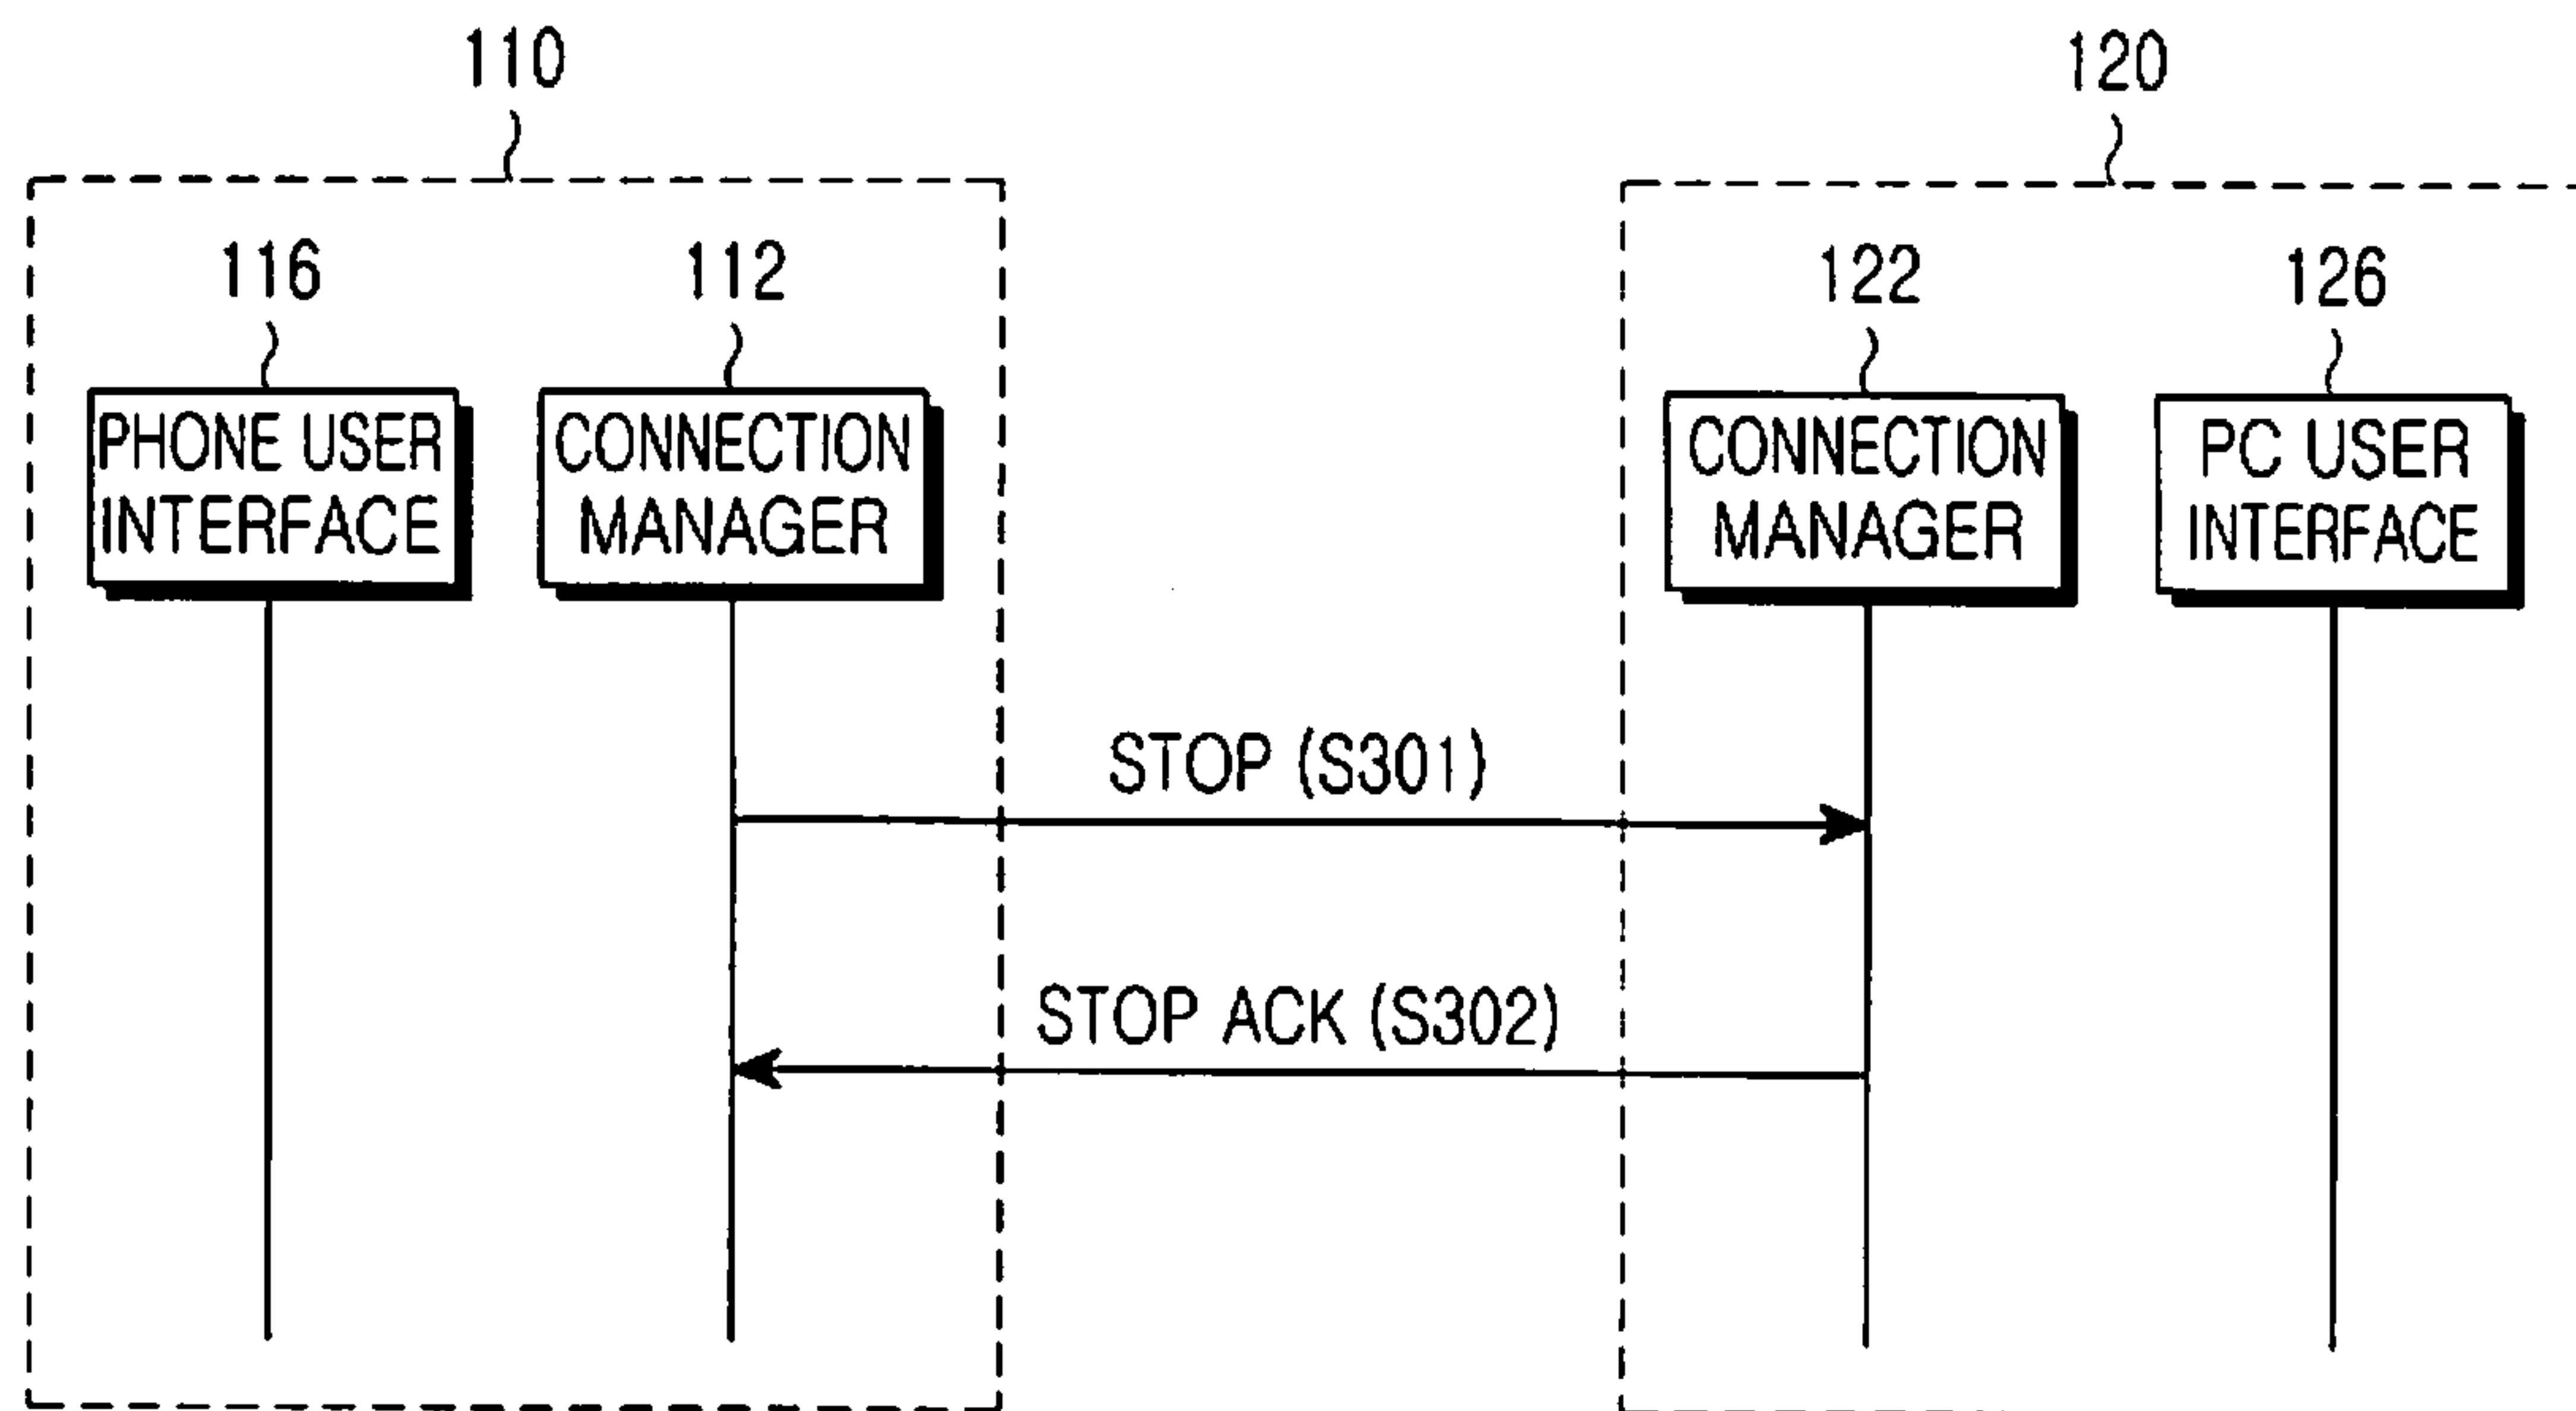 110
120
116
112
122
126
PHONE USER
INTERFACE
CONNECTION
MANAGER
CONNECTION
MANAGER
PC USER
INTERFACE
STOP (S301)
STOP ACK (S302)